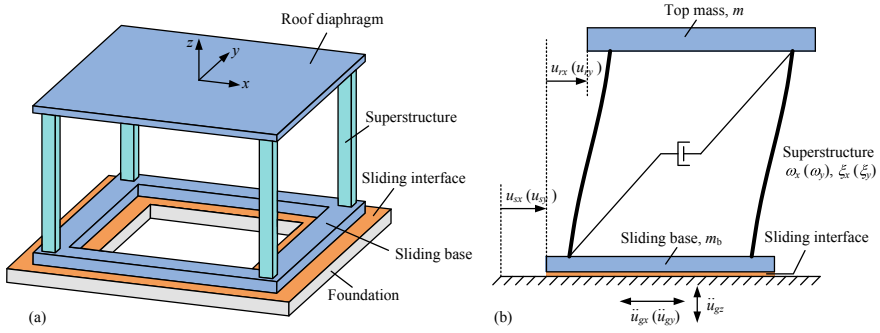 Roof diaphragm
z
y
x
Superstructure
Sliding interface
Sliding base
Foundation
(a)
Top mass, m
u_rx (u_ry)
Superstructure
ω_x (ω_y), ξ_x (ξ_y)
u_sx (u_sy)
Sliding base, m_b
Sliding interface
ü_gx (ü_gy)
ü_gz
(b)